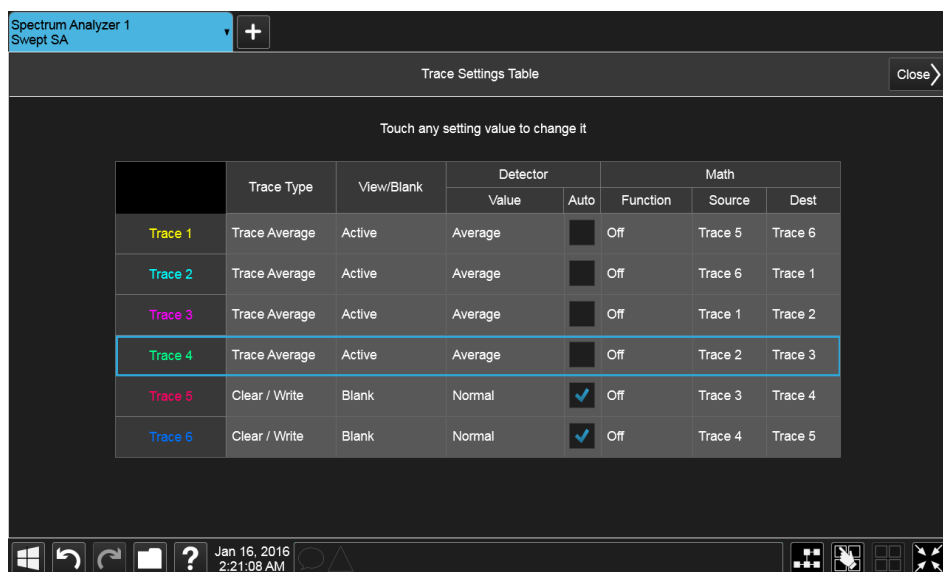 Spectrum Analyzer 1
Swept SA
+
Trace Settings Table
Close
Touch any setting value to change it
Trace Type View/Blank Detector Math
Value Auto Function Source Dest
Trace 1 Trace Average Active Average Off Trace 5 Trace 6
Trace 2 Trace Average Active Average Off Trace 6 Trace 1
Trace 3 Trace Average Active Average Off Trace 1 Trace 2
Trace 4 Trace Average Active Average Off Trace 2 Trace 3
Trace 5 Clear / Write Blank Normal Off Trace 3 Trace 4
Trace 6 Clear / Write Blank Normal Off Trace 4 Trace 5
?
Jan 16, 2016
2:21:08 AM